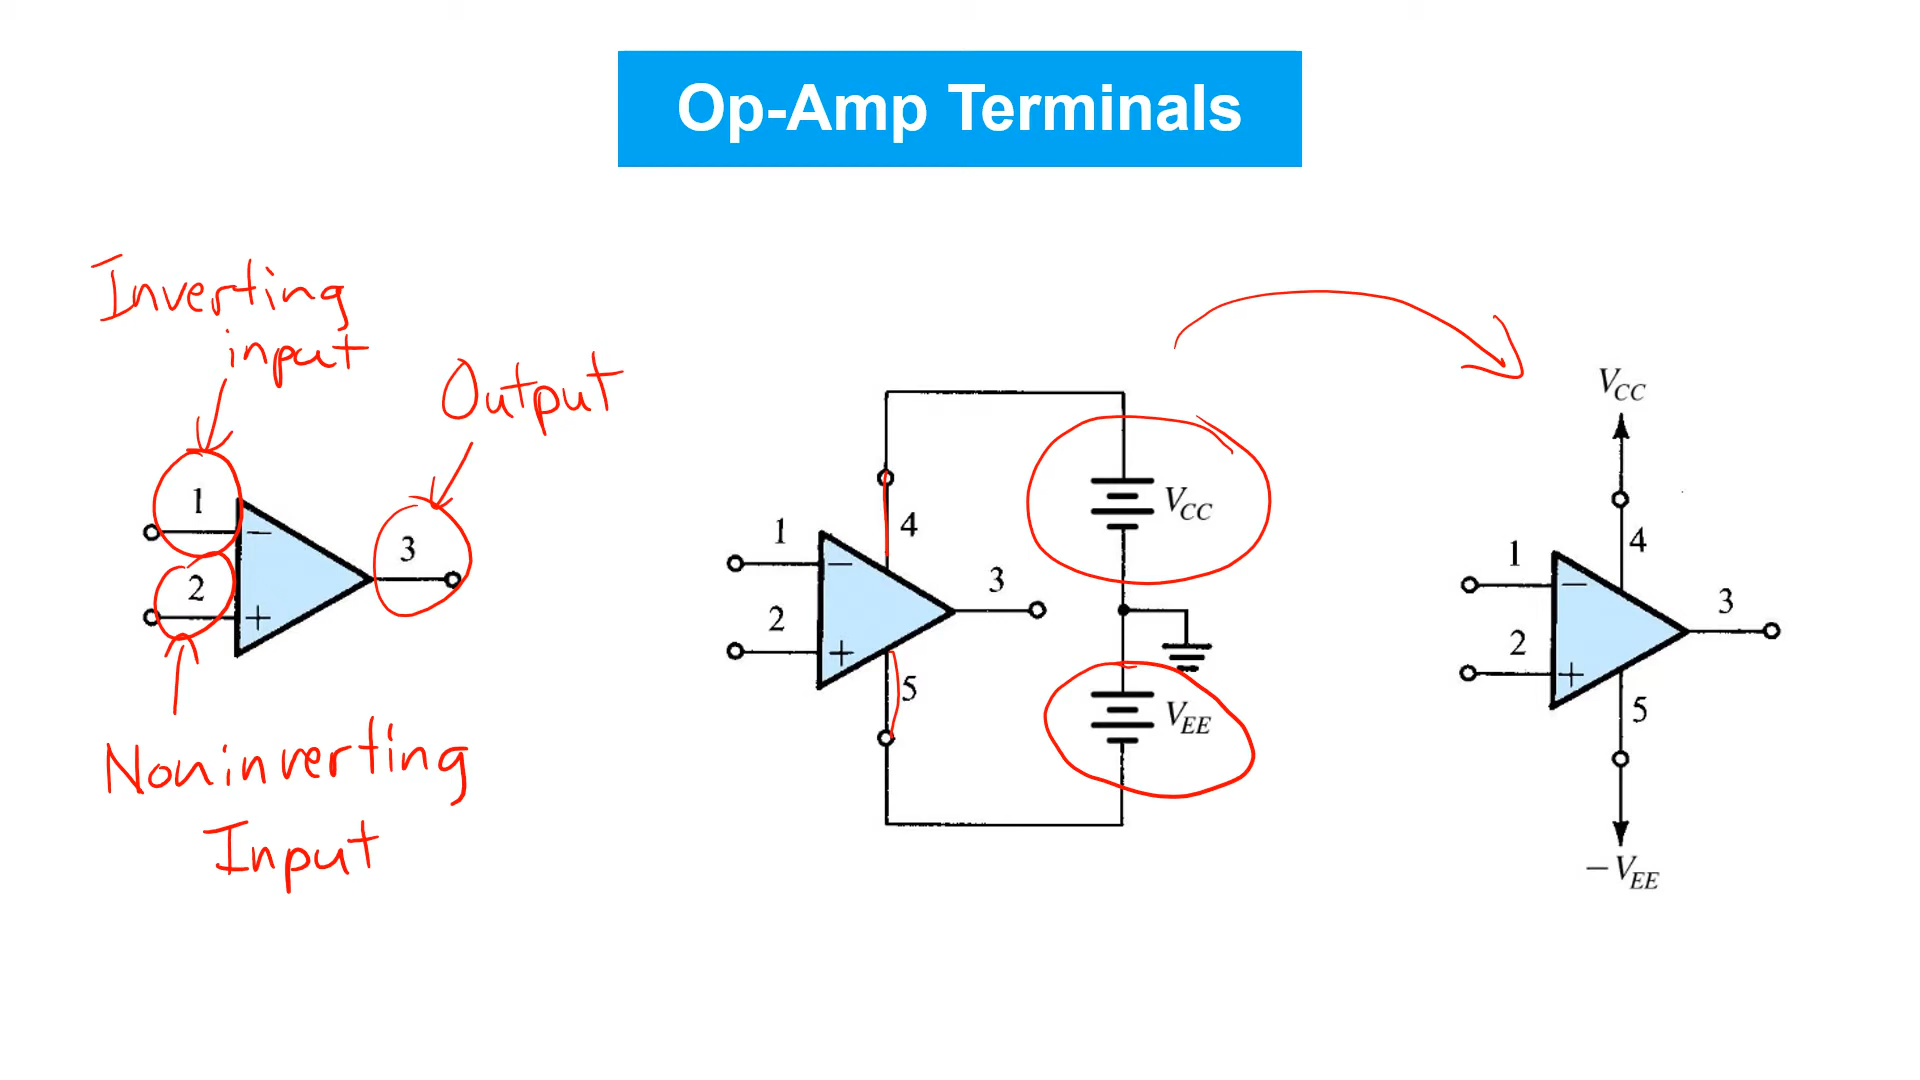 Op-Amp Terminals
Inverting
input
Output
1
−
2
+
3
Noninverting
Input
1
−
2
+
3
4
5
VCC
VEE
VCC
4
1
−
2
+
3
5
−VEE